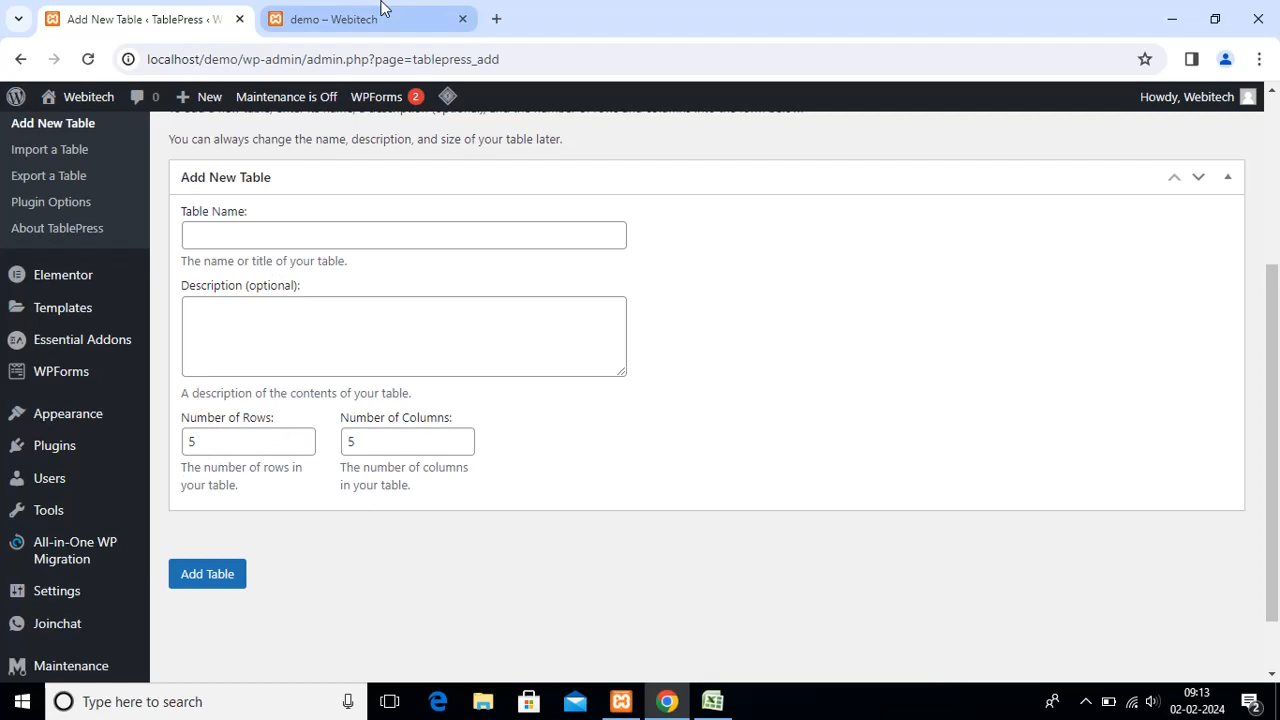 Add New Table ‹ TablePress ‹ W
demo – Webitech
localhost/demo/wp-admin/admin.php?page=tablepress_add
Webitech
0
New
Maintenance is Off
WPForms
2
Howdy, Webitech
Add New Table
Import a Table
Export a Table
Plugin Options
About TablePress
Elementor
Templates
Essential Addons
WPForms
Appearance
Plugins
Users
Tools
All-in-One WP
Migration
Settings
Joinchat
Maintenance
You can always change the name, description, and size of your table later.
Add New Table
Table Name:
The name or title of your table.
Description (optional):
A description of the contents of your table.
Number of Rows:
Number of Columns:
5
5
The number of rows in
your table.
The number of columns
in your table.
Add Table
Type here to search
09:13
02-02-2024
2